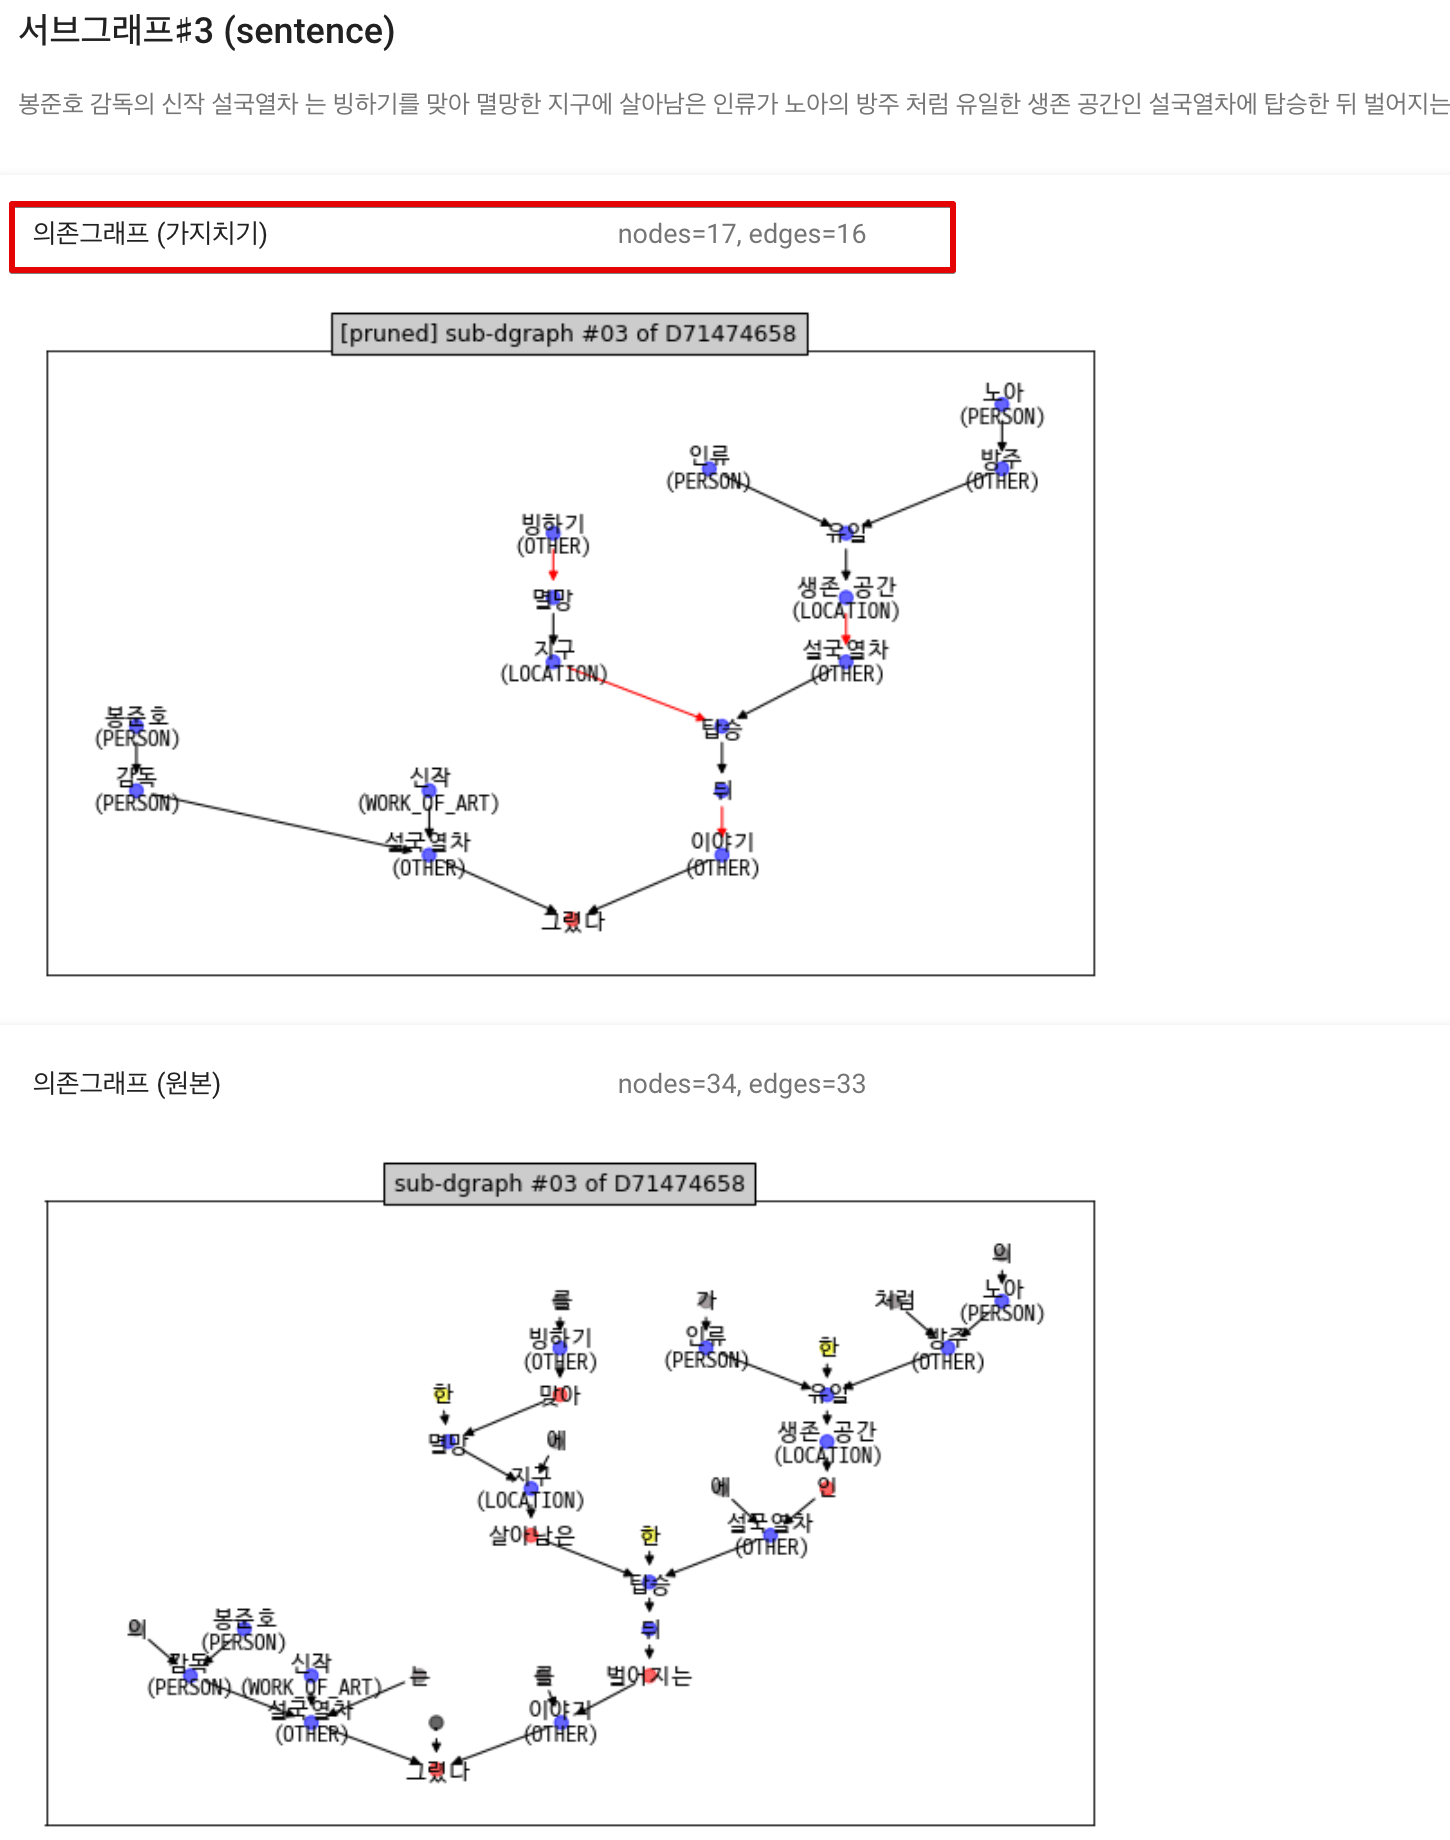 서브그래프#3 (sentence)
봉준호 감독의 신작 설국열차 는 빙하기를 맞아 멸망한 지구에 살아남은 인류가 노아의 방주 처럼 유일한 생존 공간인 설국열차에 탑승한 뒤 벌어지는
의존그래프 (가지치기) nodes=17, edges=16
[pruned] sub-dgraph #03 of D71474658
노아
(PERSON)
인류
(PERSON)
방주
(OTHER)
빙하기
(OTHER)
유일
멸망
생존 공간
(LOCATION)
지구
(LOCATION)
설국열차
(OTHER)
봉준호
(PERSON)
탑승
감독
(PERSON)
신작
(WORK_OF_ART)
뒤
설국열차
(OTHER)
이야기
(OTHER)
그렸다
의존그래프 (원본) nodes=34, edges=33
sub-dgraph #03 of D71474658
의
를
가
처럼
노아
(PERSON)
빙하기
(OTHER)
인류
(PERSON)
한
방주
(OTHER)
한
맞아
유일
멸망
에
생존 공간
(LOCATION)
지구
(LOCATION)
에
인
살아남은
한
설국열차
(OTHER)
탑승
의
봉준호
(PERSON)
뒤
감독
(PERSON)
신작
(WORK_OF_ART)
는
를
벌어지는
설국열차
(OTHER)
이야기
(OTHER)
그렸다